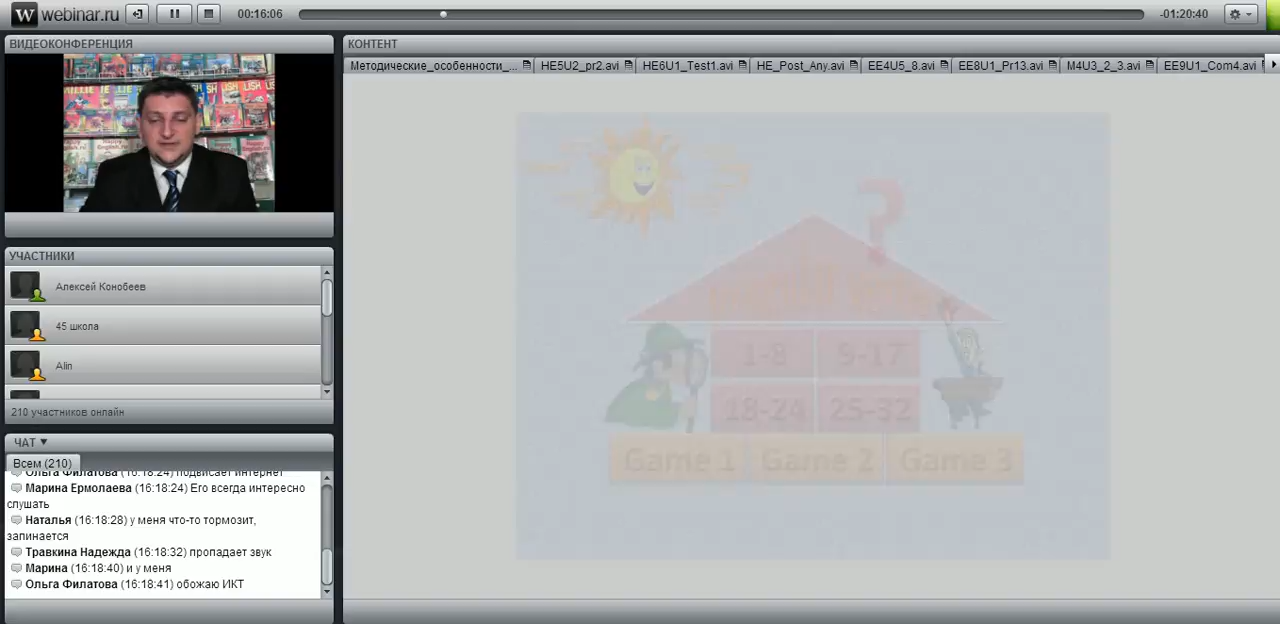 W webinar.ru
00:16:06
-01:20:40
ВИДЕОКОНФЕРЕНЦИЯ
УЧАСТНИКИ
Алексей Конобеев
45 школа
Alin
210 участников онлайн
ЧАТ
Всем (210)
Ольга Филатова (16:18:24) подвисает интернет
Марина Ермолаева (16:18:24) Его всегда интересно
слушать
Наталья (16:18:28) у меня что-то тормозит,
запинается
Травкина Надежда (16:18:32) пропадает звук
Марина (16:18:40) и у меня
Ольга Филатова (16:18:41) обожаю ИКТ
КОНТЕНТ
Методические_особенности_... HE5U2_pr2.avi HE6U1_Test1.avi HE_Post_Any.avi EE4U5_8.avi EE8U1_Pr13.avi M4U3_2_3.avi EE9U1_Com4.avi
?
1-8 9-17
18-24 25-32
Game 1 Game 2 Game 3